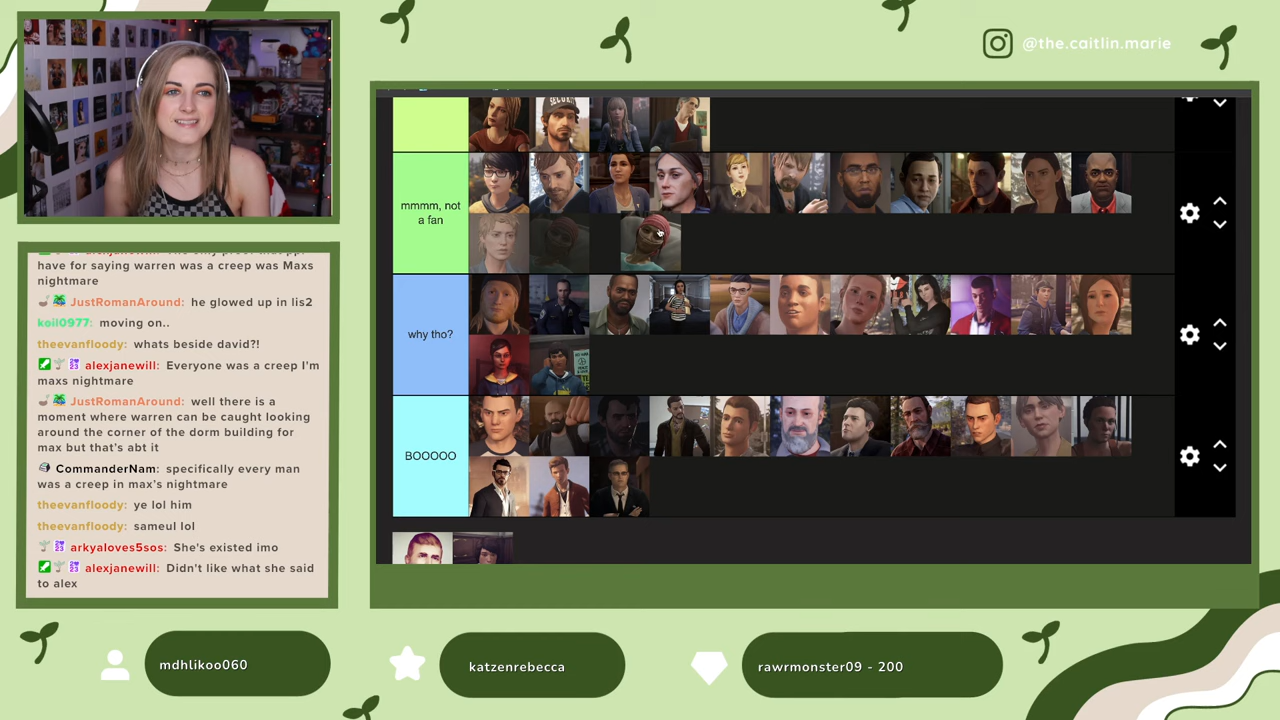 @the.caitlin.marie
SECURITY
mmmm, not
a fan
why tho?
BOOOOO
have for saying warren was a creep was Maxs
nightmare
JustRomanAround: he glowed up in lis2
koil0977: moving on..
theevanfloody: whats beside david?!
alexjanewill: Everyone was a creep I'm
maxs nightmare
JustRomanAround: well there is a
moment where warren can be caught looking
around the corner of the dorm building for
max but that's abt it
CommanderNam: specifically every man
was a creep in max's nightmare
theevanfloody: ye lol him
theevanfloody: sameul lol
arkyaloves5sos: She's existed imo
alexjanewill: Didn't like what she said
to alex
mdhlikoo060
katzenrebecca
rawrmonster09 - 200